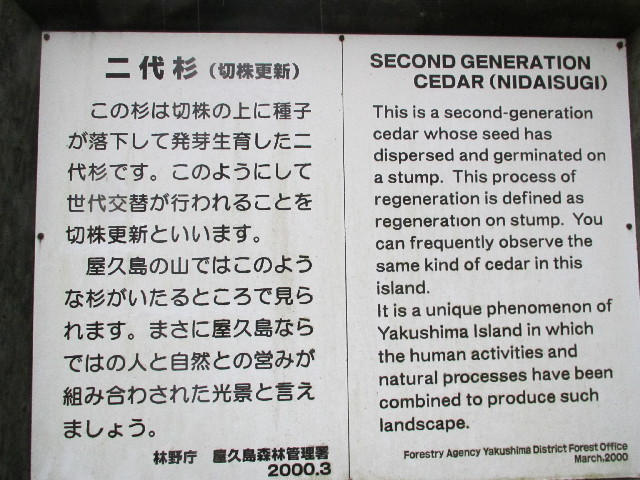 二代杉（切株更新）
この杉は切株の上に種子
が落下して発芽生育した二
代杉です。このようにして
世代交替が行われることを
切株更新といいます。
屋久島の山ではこのよう
な杉がいたるところで見ら
れます。まさに屋久島なら
ではの人と自然との営みが
組み合わされた光景と言え
ましょう。
林野庁 屋久島森林管理署
2000.3
SECOND GENERATION
CEDAR (NIDAISUGI)
This is a second-generation
cedar whose seed has
dispersed and germinated on
a stump. This process of
regeneration is defined as
regeneration on stump. You
can frequently observe the
same kind of cedar in this
island.
It is a unique phenomenon of
Yakushima Island in which
the human activities and
natural processes have been
combined to produce such
landscape.
Forestry Agency Yakushima District Forest Office
March,2000